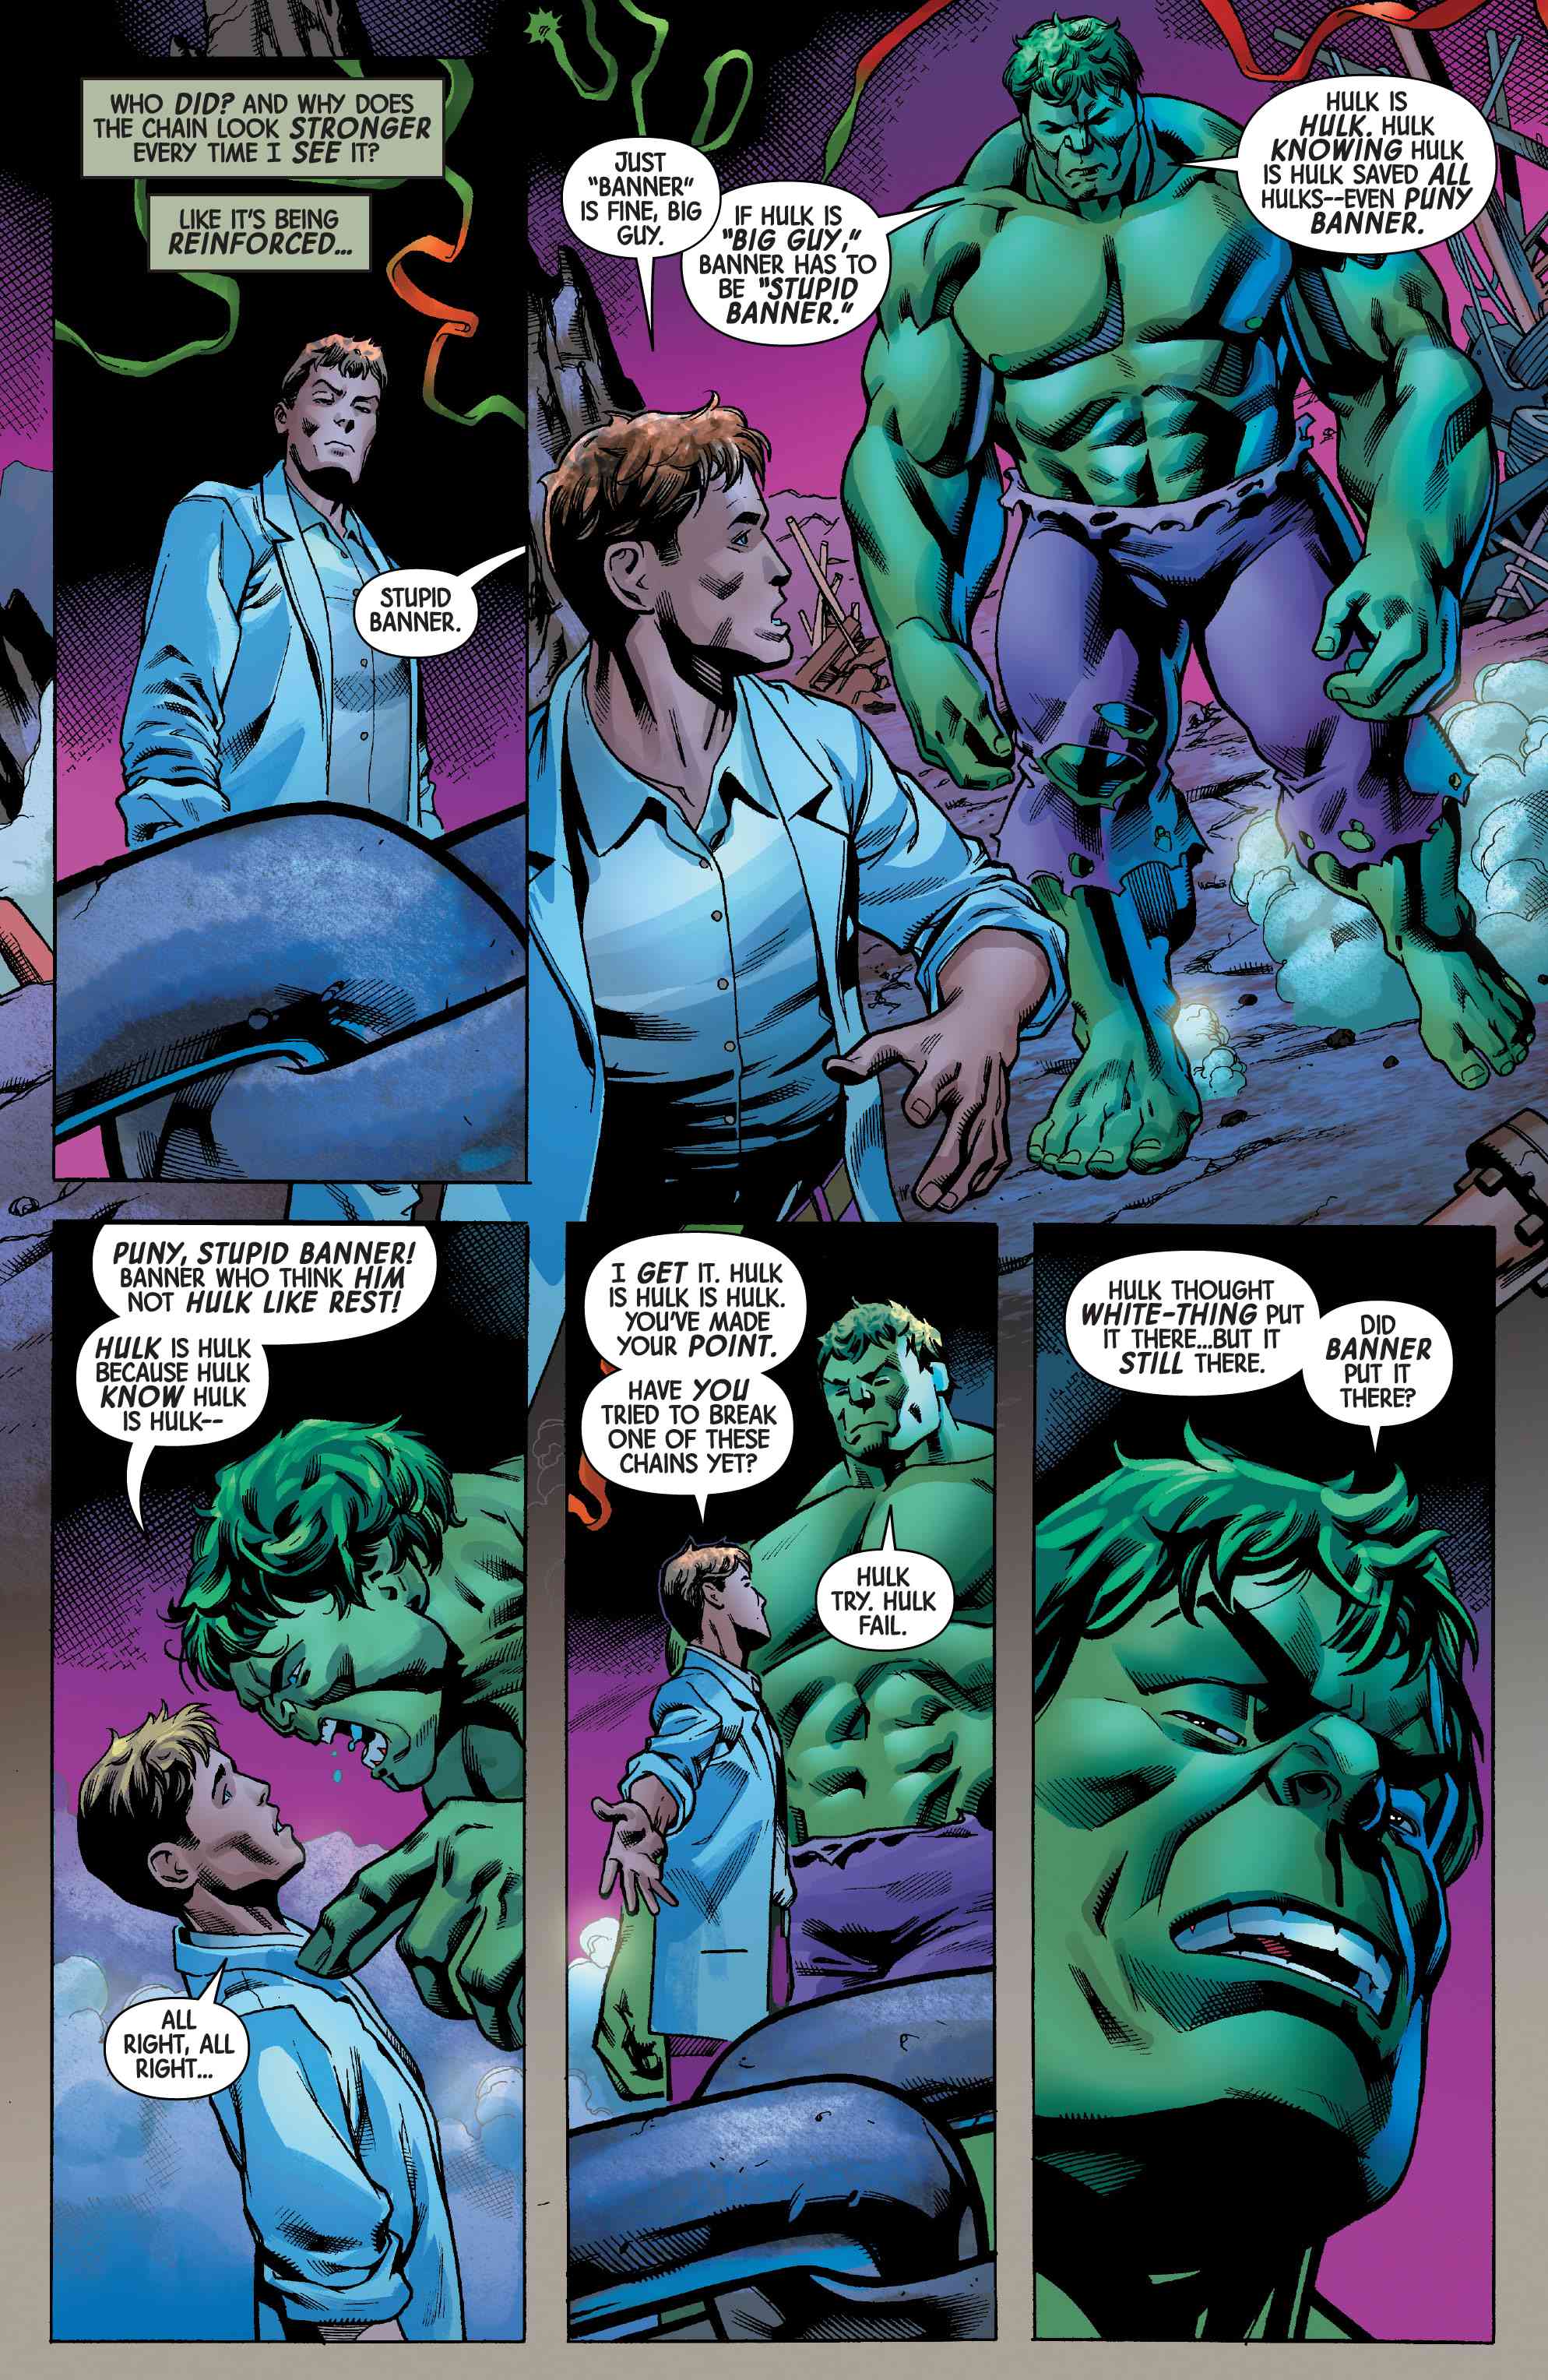 WHO DID? AND WHY DOES
THE CHAIN LOOK STRONGER
EVERY TIME I SEE IT?
LIKE IT'S BEING
REINFORCED...
STUPID
BANNER.
JUST
"BANNER"
IS FINE, BIG
GUY.
IF HULK IS
"BIG GUY,"
BANNER HAS TO
BE "STUPID
BANNER."
HULK IS
HULK. HULK
KNOWING HULK
IS HULK SAVED ALL
HULKS--EVEN PUNY
BANNER.
PUNY, STUPID BANNER!
BANNER WHO THINK HIM
NOT HULK LIKE REST!
HULK IS HULK
BECAUSE HULK
KNOW HULK
IS HULK--
ALL
RIGHT, ALL
RIGHT...
I GET IT. HULK
IS HULK IS HULK.
YOU'VE MADE
YOUR POINT.
HAVE YOU
TRIED TO BREAK
ONE OF THESE
CHAINS YET?
HULK
TRY. HULK
FAIL.
HULK THOUGHT
WHITE-THING PUT
IT THERE...BUT IT
STILL THERE.
DID
BANNER
PUT IT
THERE?